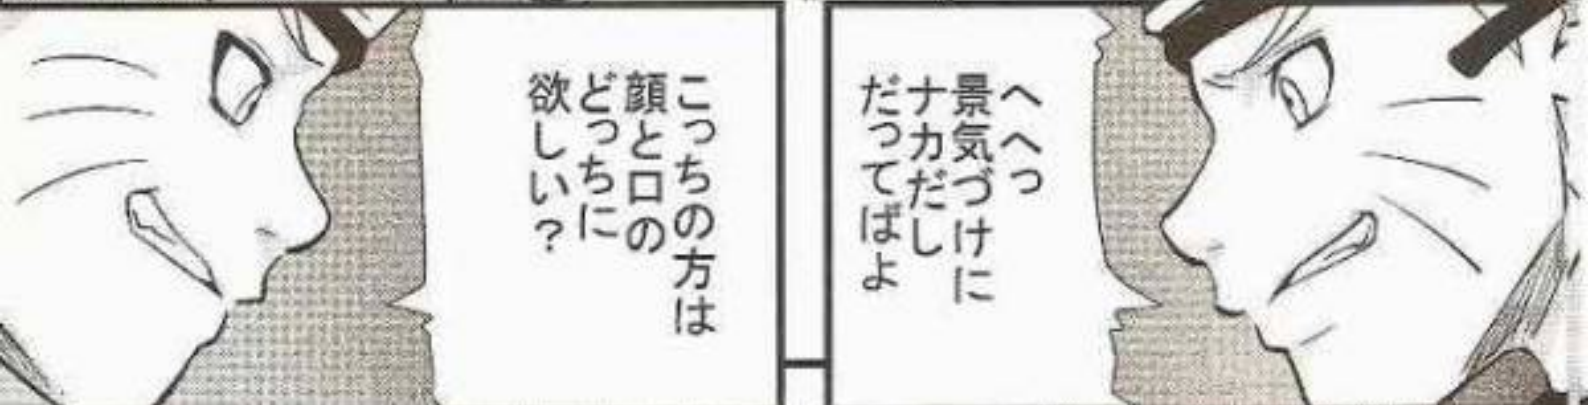 へへっ
景気づけに
ナカだし
だってばよ
こっちの方は
顔と口の
どっちに
欲しい?